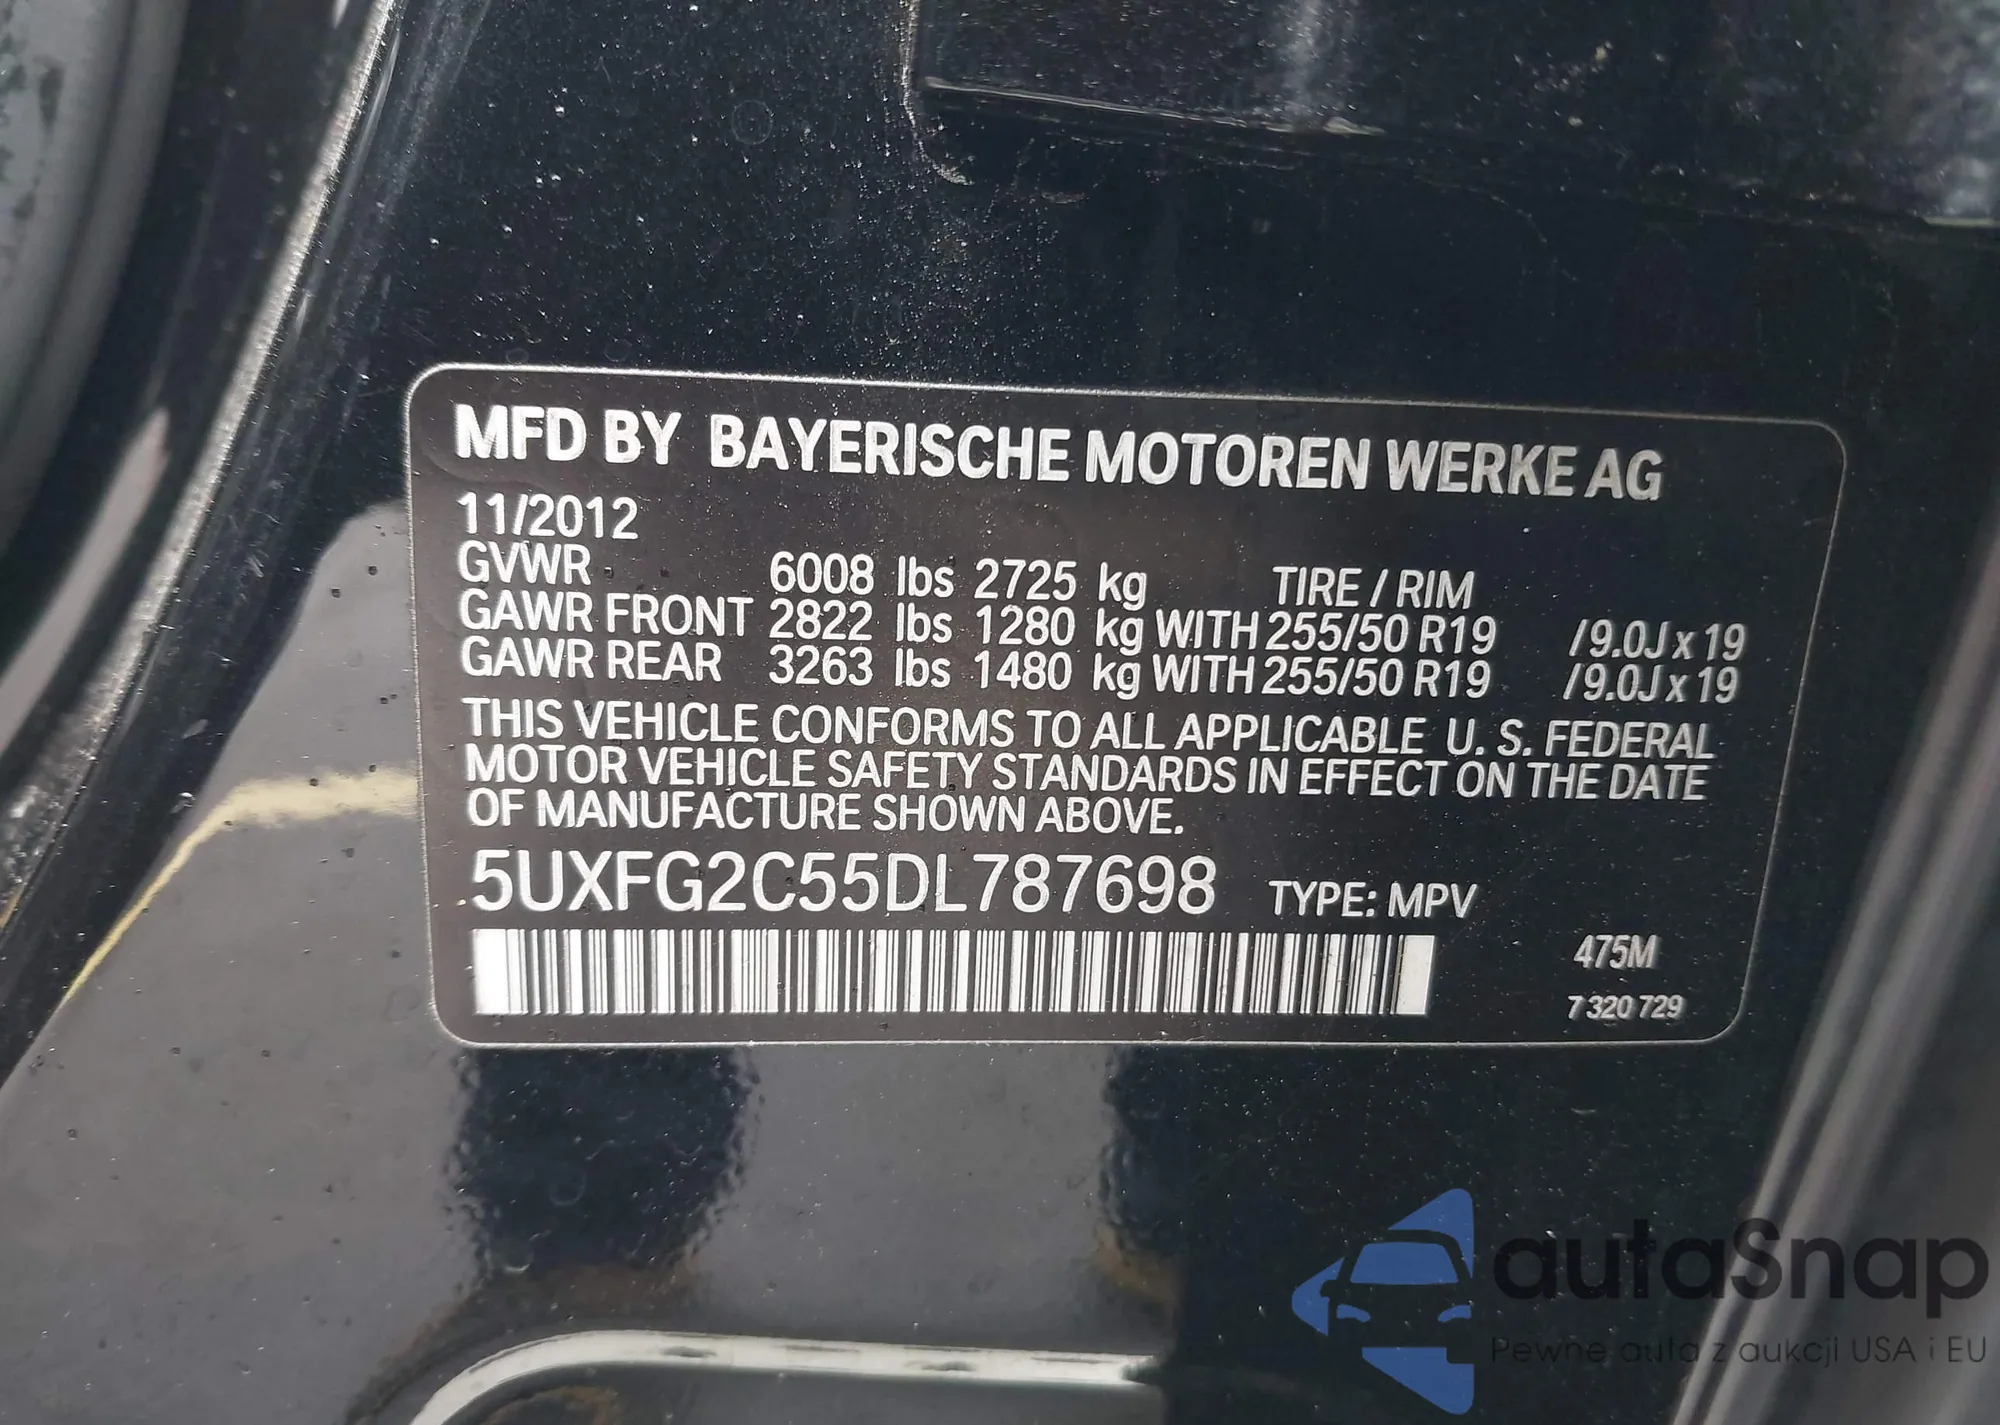 MFD BY BAYERISCHE MOTOREN WERKE AG
11/2012
GVWR 6008 lbs 2725 kg TIRE / RIM
GAWR FRONT 2822 lbs 1280 kg WITH 255/50 R19 /9.0J x 19
GAWR REAR 3263 lbs 1480 kg WITH 255/50 R19 /9.0J x 19
THIS VEHICLE CONFORMS TO ALL APPLICABLE U. S. FEDERAL
MOTOR VEHICLE SAFETY STANDARDS IN EFFECT ON THE DATE
OF MANUFACTURE SHOWN ABOVE.
5UXFG2C55DL787698 TYPE: MPV
475M
7 320 729
autaSnap
Pewne auta z aukcji USA i EU